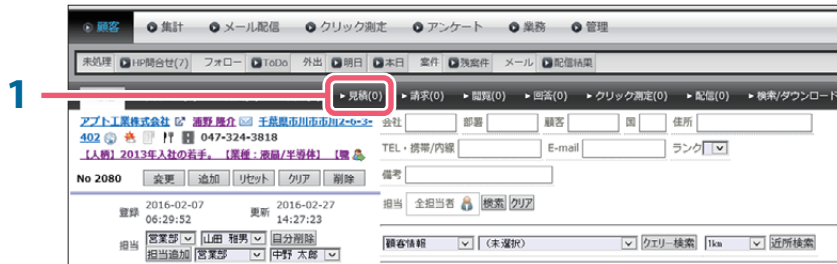 顧客 集計 メール配信 クリック測定 アンケート 業務 管理
未処理 HP問合せ(7) フォロー ToDo 外出 明日 本日 案件 残案件 メール 配信結果
1
見積(0) 請求(0) 閲覧(0) 回答(0) クリック測定(0) 配信(0) 検索/ダウンロード
アプト工業株式会社 浦野 隆介 千葉県市川市市川2-6-3-
402 047-324-3818
【人柄】2013年入社の若手。【業種:液晶/半導体】【職
No 2080 変更 追加 リセット クリア 削除
登録 2016-02-07 06:29:52 更新 2016-02-27 14:27:23
担当 営業部 山田 雅男 自分削除
担当追加 営業部 中野 太郎
会社 部署 顧客 国 住所
TEL・携帯/内線 E-mail ランク
備考
担当 全担当者 検索 クリア
顧客情報 (未選択) クエリー検索 1km 近所検索